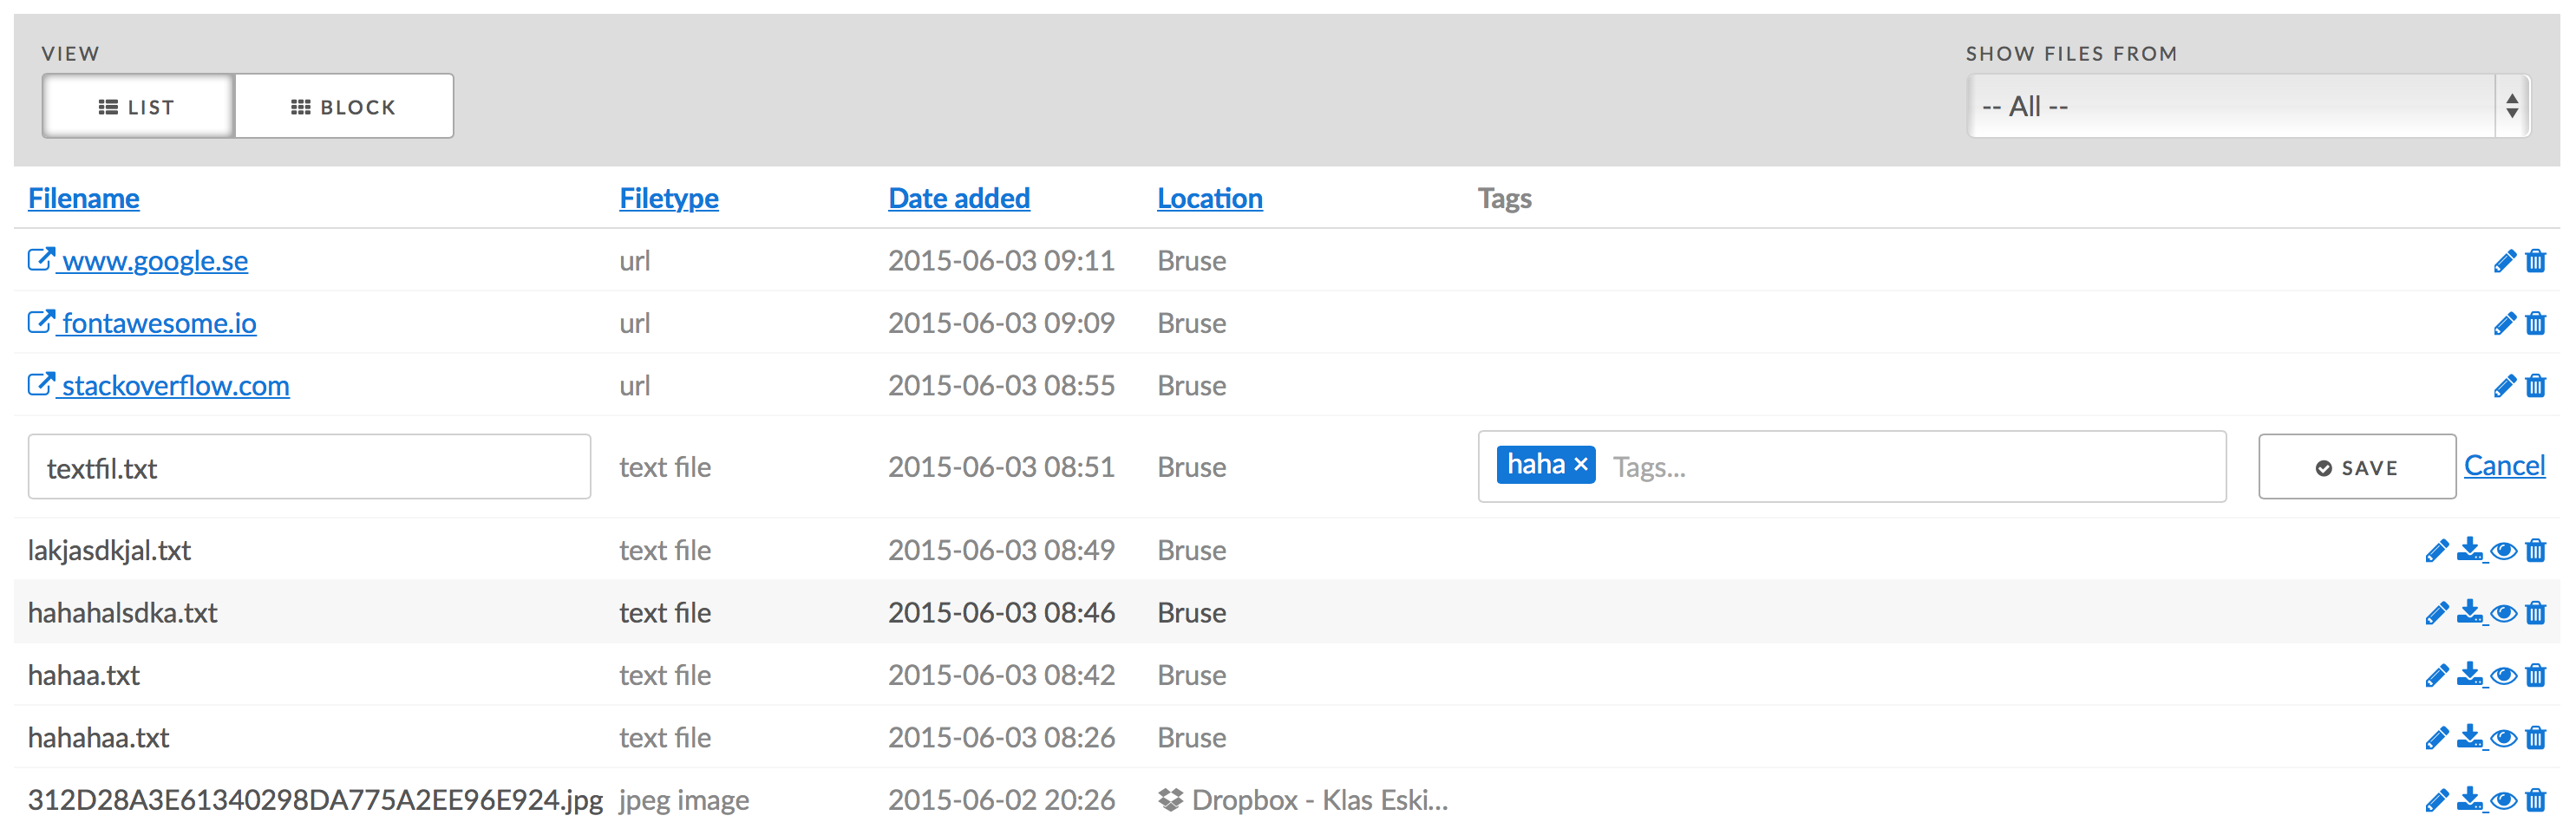 VIEW
SHOW FILES FROM
LIST BLOCK
-- All --
Filename Filetype Date added Location Tags
www.google.se url 2015-06-03 09:11 Bruse
fontawesome.io url 2015-06-03 09:09 Bruse
stackoverflow.com url 2015-06-03 08:55 Bruse
textfil.txt text file 2015-06-03 08:51 Bruse haha × Tags... SAVE Cancel
lakjasdkjal.txt text file 2015-06-03 08:49 Bruse
hahahalsdka.txt text file 2015-06-03 08:46 Bruse
hahaa.txt text file 2015-06-03 08:42 Bruse
hahahaa.txt text file 2015-06-03 08:26 Bruse
312D28A3E61340298DA775A2EE96E924.jpg jpeg image 2015-06-02 20:26 Dropbox - Klas Eski...